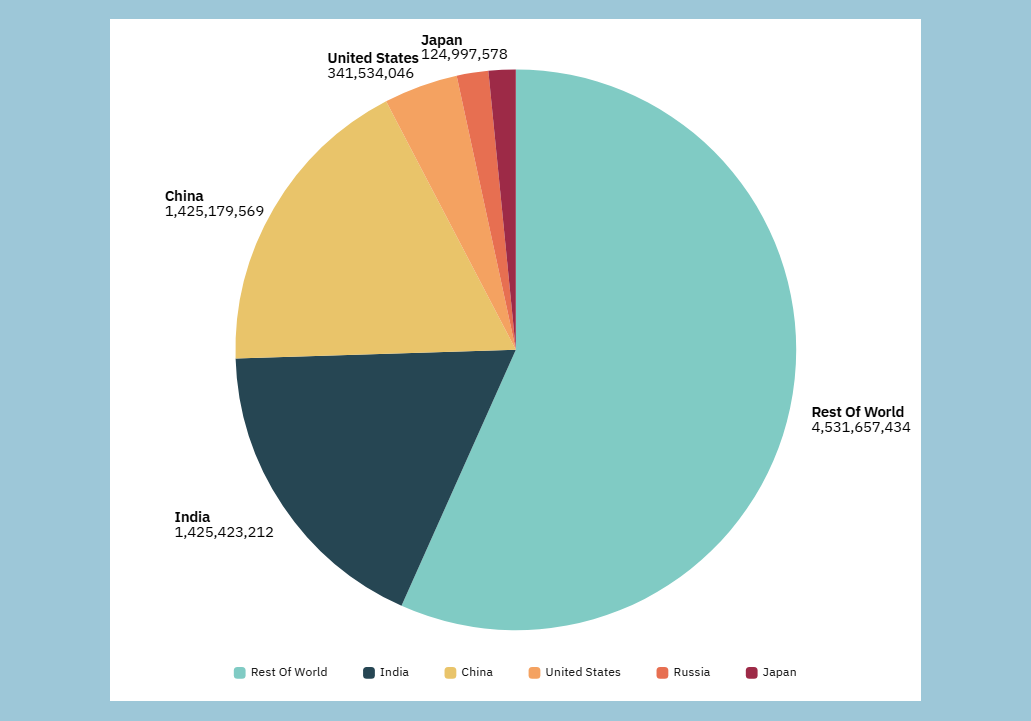 Japan
124,997,578
United States
341,534,046
China
1,425,179,569
Rest Of World
4,531,657,434
India
1,425,423,212
Rest Of World India China United States Russia Japan